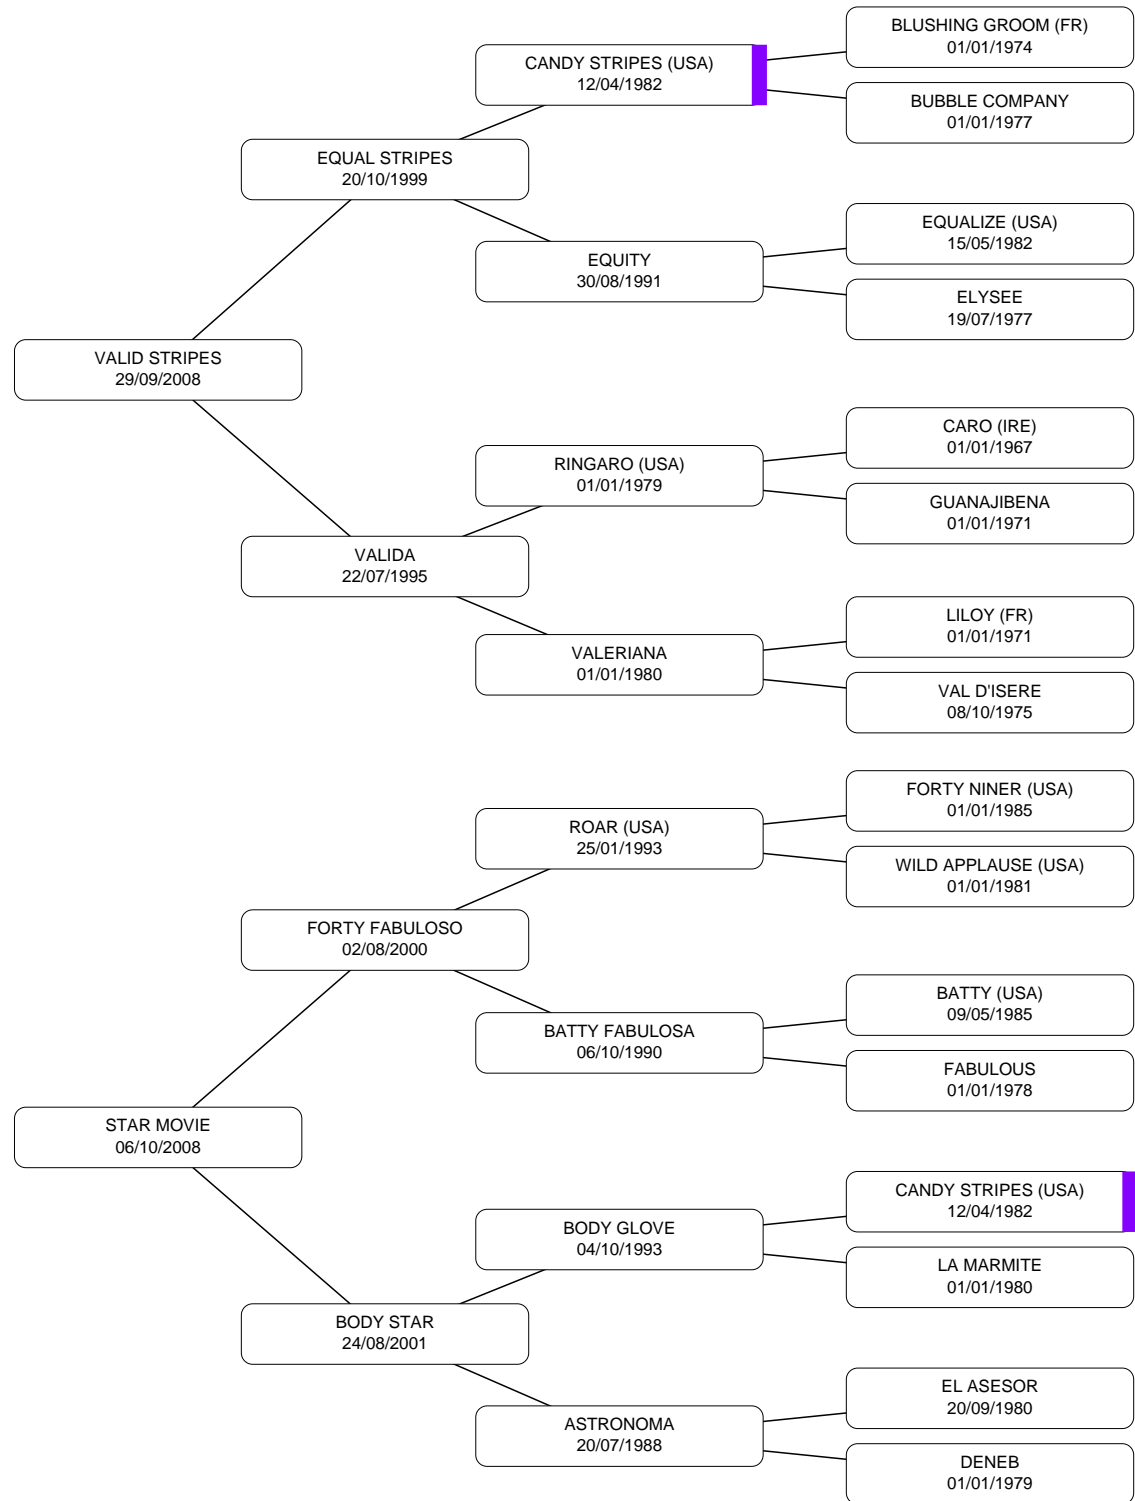 BLUSHING GROOM (FR)
01/01/1974
CANDY STRIPES (USA)
12/04/1982
BUBBLE COMPANY
01/01/1977
EQUAL STRIPES
20/10/1999
EQUALIZE (USA)
15/05/1982
EQUITY
30/08/1991
ELYSEE
19/07/1977
VALID STRIPES
29/09/2008
CARO (IRE)
01/01/1967
RINGARO (USA)
01/01/1979
GUANAJIBENA
01/01/1971
VALIDA
22/07/1995
LILOY (FR)
01/01/1971
VALERIANA
01/01/1980
VAL D'ISERE
08/10/1975
FORTY NINER (USA)
01/01/1985
ROAR (USA)
25/01/1993
WILD APPLAUSE (USA)
01/01/1981
FORTY FABULOSO
02/08/2000
BATTY (USA)
09/05/1985
BATTY FABULOSA
06/10/1990
FABULOUS
01/01/1978
STAR MOVIE
06/10/2008
CANDY STRIPES (USA)
12/04/1982
BODY GLOVE
04/10/1993
LA MARMITE
01/01/1980
BODY STAR
24/08/2001
EL ASESOR
20/09/1980
ASTRONOMA
20/07/1988
DENEB
01/01/1979